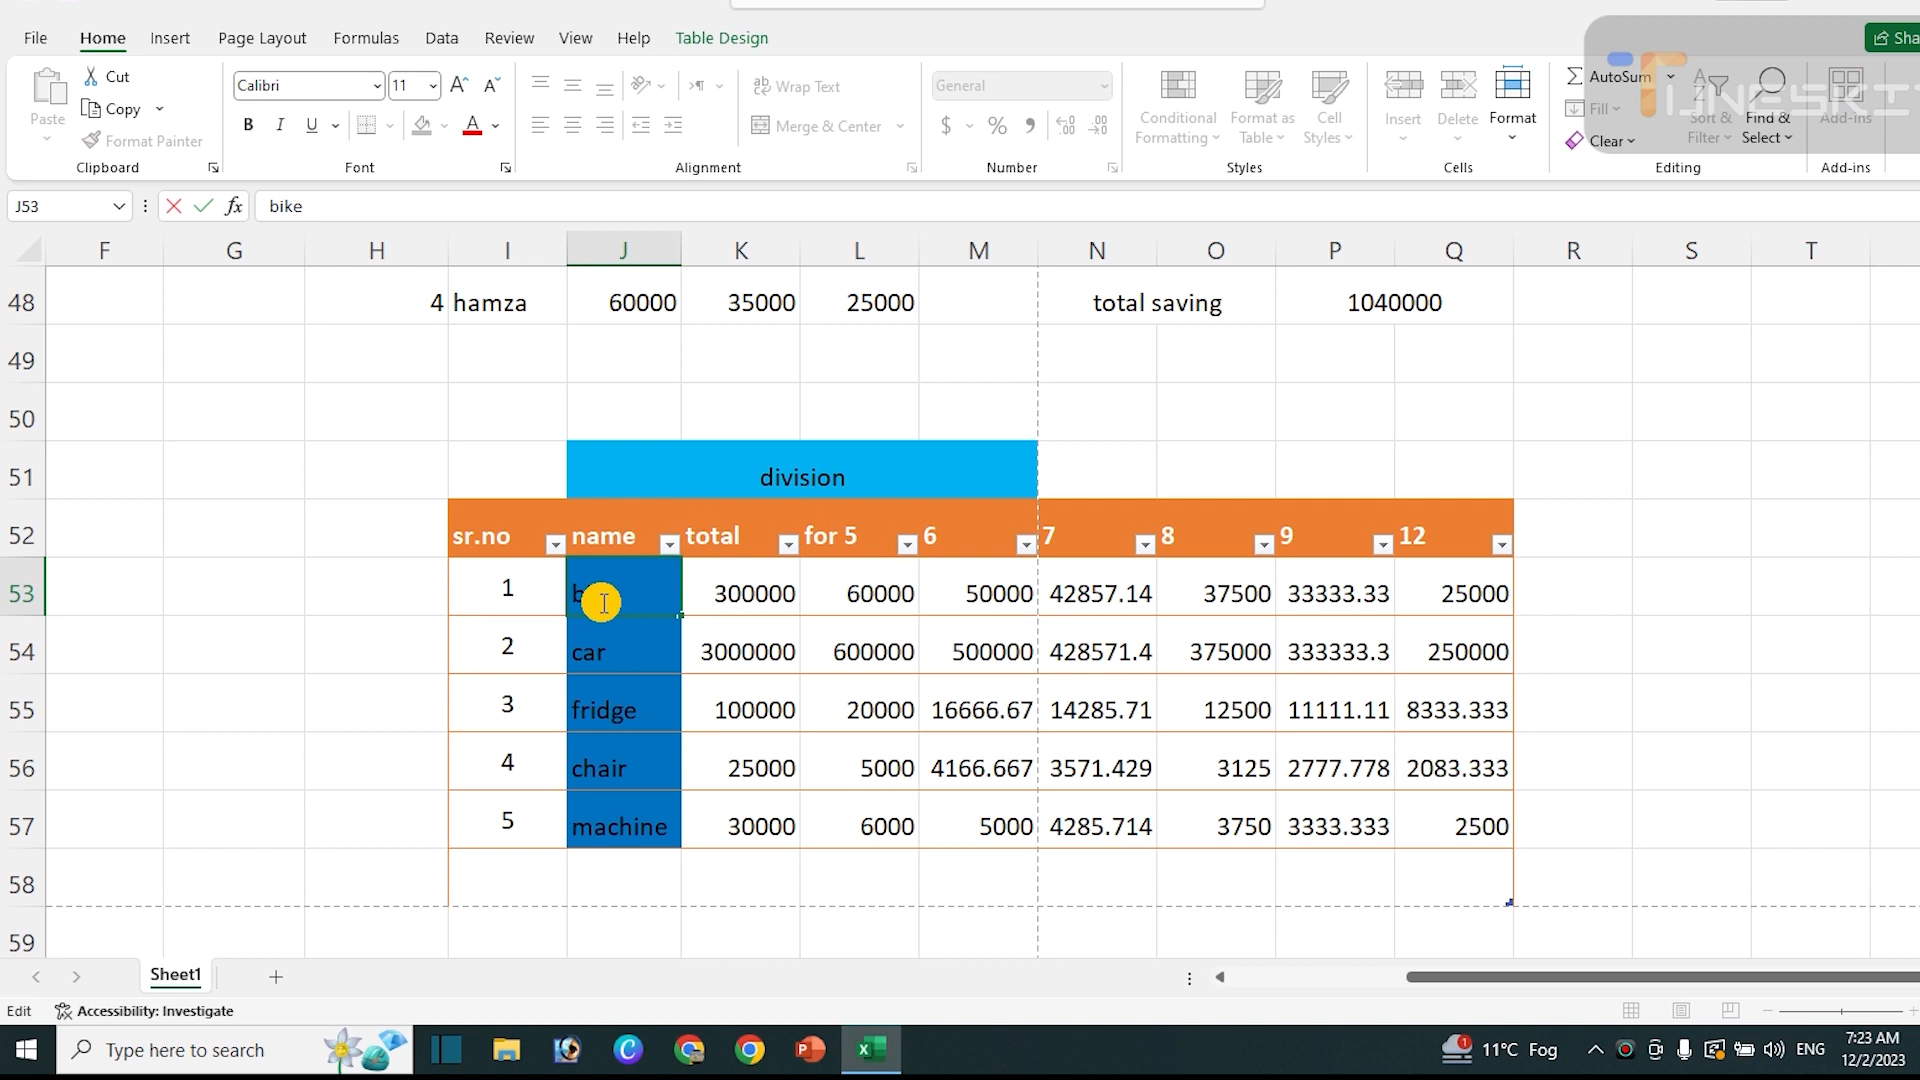 File Home Insert Page Layout Formulas Data Review View Help Table Design Sha
Paste Cut Copy Format Painter
Calibri 11
B I U A
Wrap Text
Merge & Center
General
$ %
Conditional Formatting Format as Table Cell Styles
Insert Delete Format
AutoSum Fill Clear
Sort & Filter Find & Select Add-ins
Clipboard Font Alignment Number Styles Cells Editing Add-ins
J53 fx bike
F G H I J K L M N O P Q R S T
48 4 hamza 60000 35000 25000 total saving 1040000
49
50
51 division
52 sr.no name total for 5 6 7 8 9 12
53 1 300000 60000 50000 42857.14 37500 33333.33 25000
54 2 car 3000000 600000 500000 428571.4 375000 333333.3 250000
55 3 fridge 100000 20000 16666.67 14285.71 12500 11111.11 8333.333
56 4 chair 25000 5000 4166.667 3571.429 3125 2777.778 2083.333
57 5 machine 30000 6000 5000 4285.714 3750 3333.333 2500
58
59
Sheet1
Edit Accessibility: Investigate
Type here to search 1 11°C Fog ENG 7:23 AM
12/2/2023